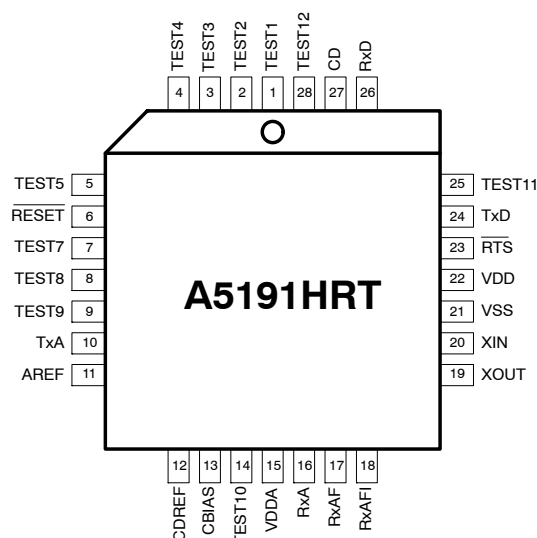 TEST4
TEST3
TEST2
TEST1
TEST12
CD
RxD
4
3
2
1
28
27
26
TEST5 5
RESET 6
TEST7 7
TEST8 8
TEST9 9
TxA 10
AREF 11
A5191HRT
25 TEST11
24 TxD
23 RTS
22 VDD
21 VSS
20 XIN
19 XOUT
12
13
14
15
16
17
18
CDREF
CBIAS
TEST10
VDDA
RxA
RxAF
RxAFI